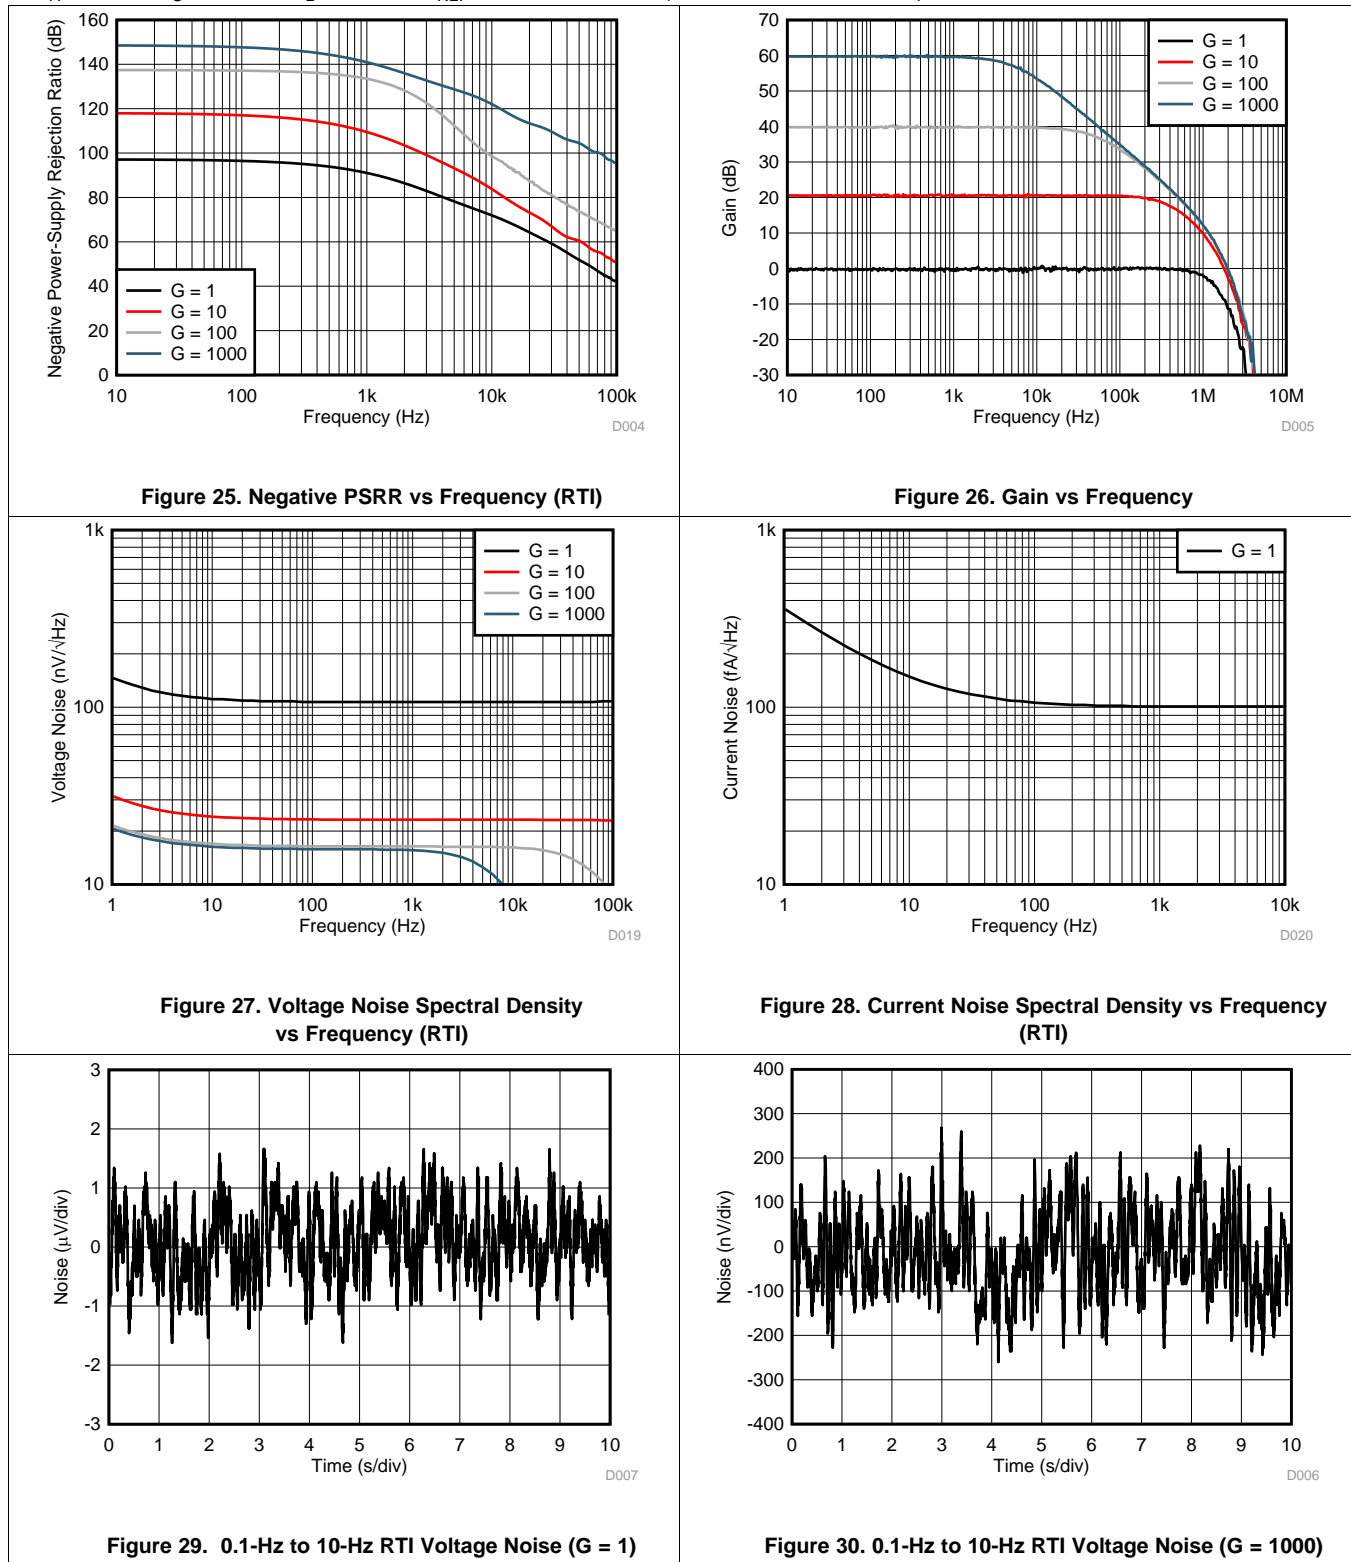 160
140
120
100
80
60
40
20
0
Negative Power-Supply Rejection Ratio (dB)
G = 1
G = 10
G = 100
G = 1000
10 100 1k 10k 100k
Frequency (Hz)
D004
Figure 25. Negative PSRR vs Frequency (RTI)
70
60
50
40
30
20
10
0
-10
-20
-30
Gain (dB)
G = 1
G = 10
G = 100
G = 1000
10 100 1k 10k 100k 1M 10M
Frequency (Hz)
D005
Figure 26. Gain vs Frequency
1k
100
10
Voltage Noise (nV/√Hz)
G = 1
G = 10
G = 100
G = 1000
1 10 100 1k 10k 100k
Frequency (Hz)
D019
Figure 27. Voltage Noise Spectral Density
vs Frequency (RTI)
1k
100
10
Current Noise (fA/√Hz)
G = 1
1 10 100 1k 10k
Frequency (Hz)
D020
Figure 28. Current Noise Spectral Density vs Frequency
(RTI)
3
2
1
0
-1
-2
-3
Noise (μV/div)
0 1 2 3 4 5 6 7 8 9 10
Time (s/div)
D007
Figure 29. 0.1-Hz to 10-Hz RTI Voltage Noise (G = 1)
400
300
200
100
0
-100
-200
-300
-400
Noise (nV/div)
0 1 2 3 4 5 6 7 8 9 10
Time (s/div)
D006
Figure 30. 0.1-Hz to 10-Hz RTI Voltage Noise (G = 1000)